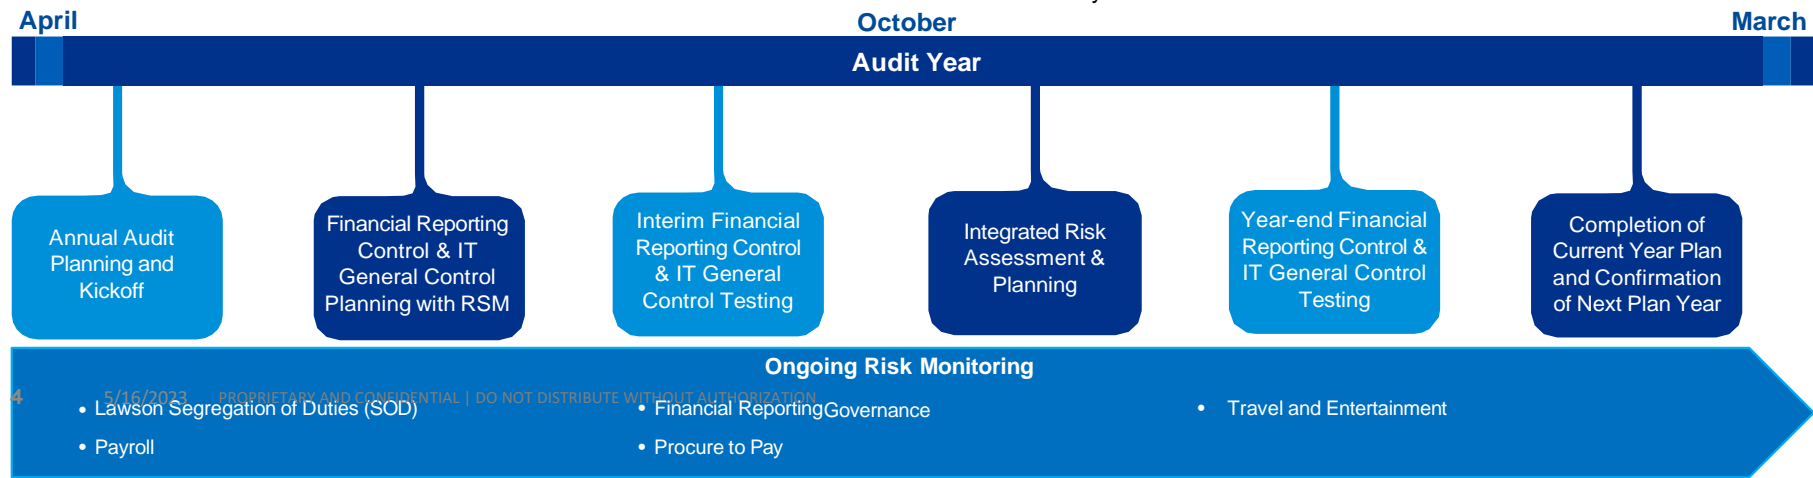 April
October
March
Audit Year
Annual Audit
Planning and
Kickoff
Financial Reporting
Control & IT
General Control
Planning with RSM
Interim Financial
Reporting Control
& IT General
Control Testing
Integrated Risk
Assessment &
Planning
Year-end Financial
Reporting Control &
IT General Control
Testing
Completion of
Current Year Plan
and Confirmation
of Next Plan Year
Ongoing Risk Monitoring
4 5/16/2023 PROPRIETARY AND CONFIDENTIAL | DO NOT DISTRIBUTE WITHOUT AUTHORIZATION
• Lawson Segregation of Duties (SOD)
• Payroll
• Financial Reporting Governance
• Procure to Pay
• Travel and Entertainment